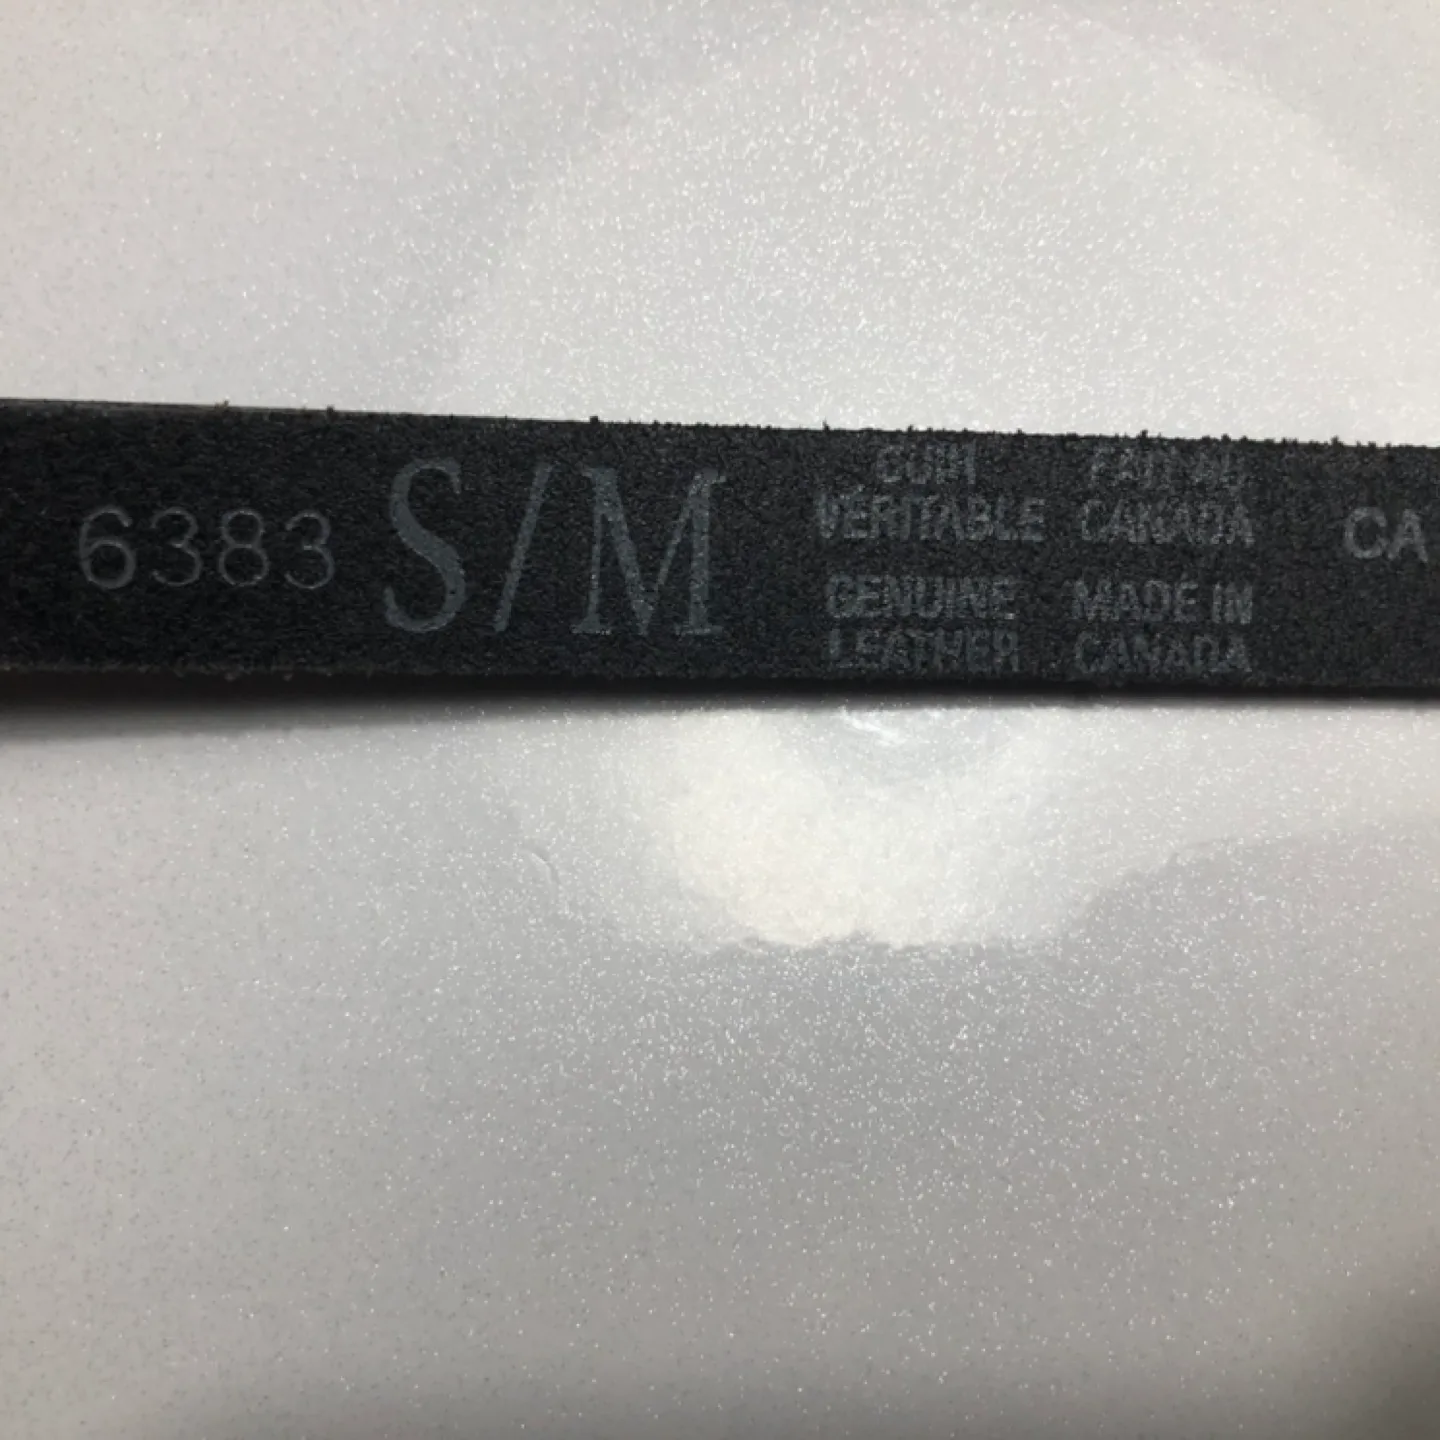 6383 S/M
CUIR
VÉRITABLE
GENUINE
LEATHER
FAIT AU
CANADA
MADE IN
CANADA
CA